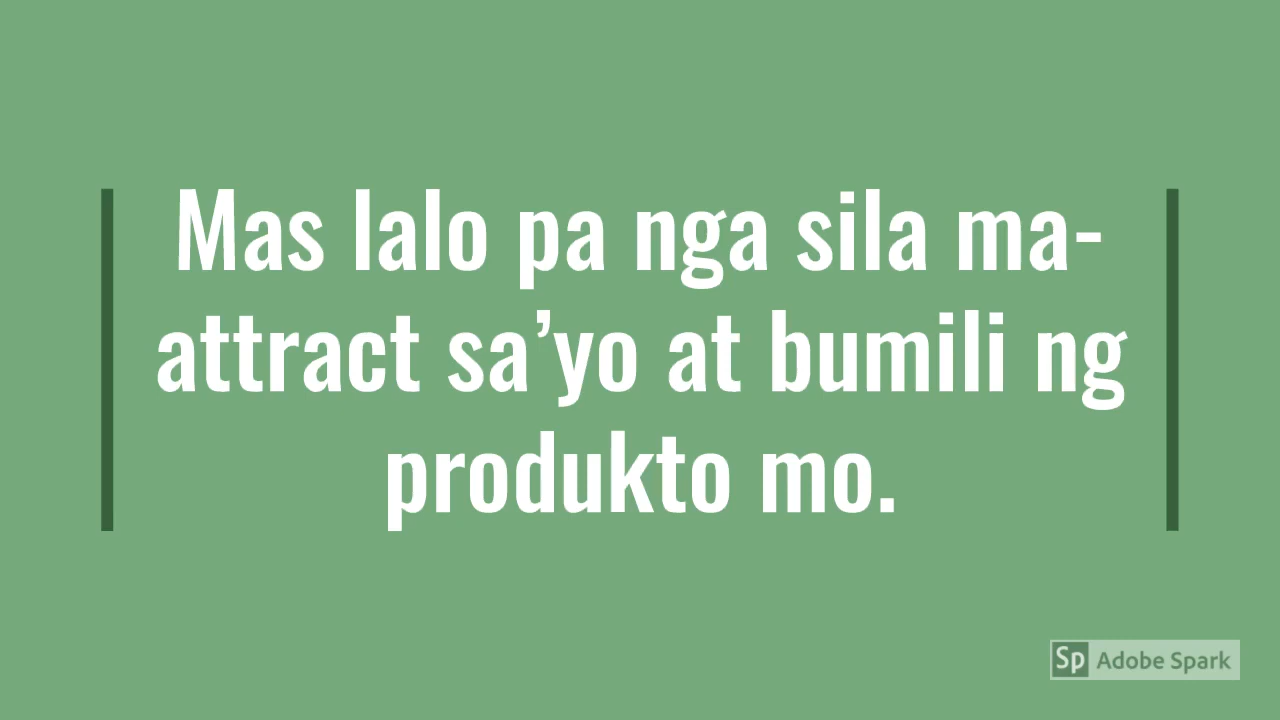 Mas lalo pa nga sila ma-
attract sa’yo at bumili ng
produkto mo.
Sp Adobe Spark